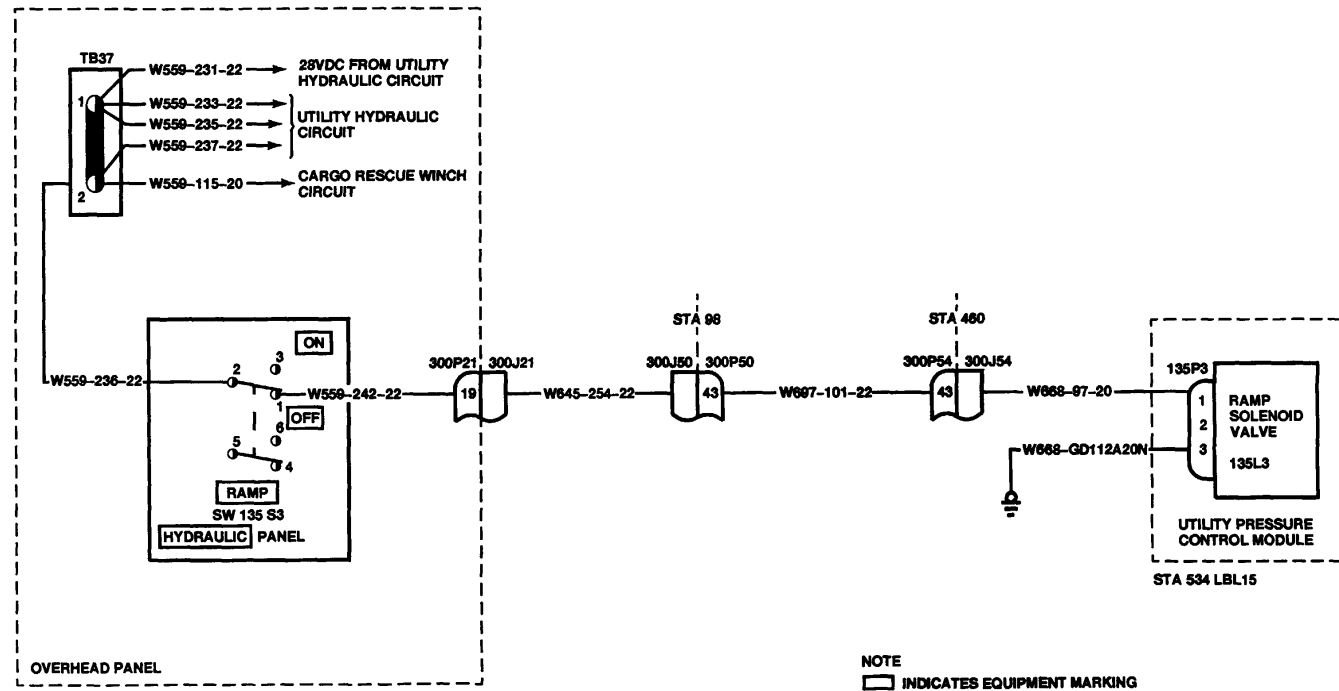 TB37
1
2
W559-231-22
28VDC FROM UTILITY
HYDRAULIC CIRCUIT
W559-233-22
W559-235-22
W559-237-22
UTILITY HYDRAULIC
CIRCUIT
W559-115-20
CARGO RESCUE WINCH
CIRCUIT
W559-236-22
ON
3
2
1
OFF
6
5
4
RAMP
SW 135 S3
HYDRAULIC PANEL
W559-242-22
OVERHEAD PANEL
300P21 300J21
19
W645-254-22
STA 98
300J50 300P50
43
W697-101-22
STA 460
300P54 300J54
43
W668-97-20
W668-GD112A20N
135P3
1
2
3
RAMP
SOLENOID
VALVE
135L3
UTILITY PRESSURE
CONTROL MODULE
STA 534 LBL15
NOTE
INDICATES EQUIPMENT MARKING